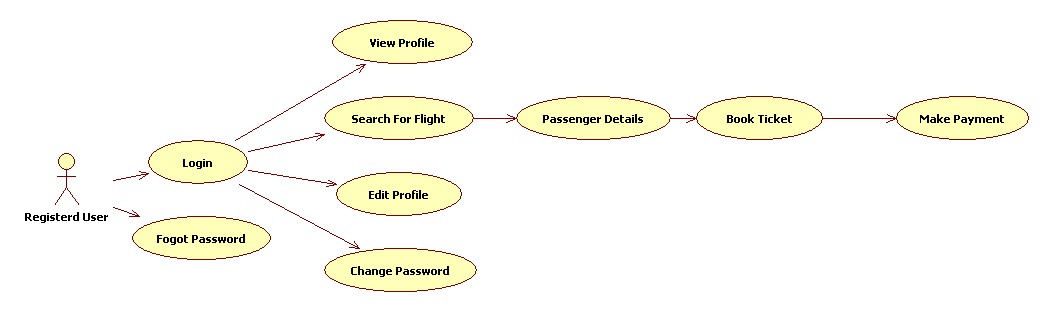 View Profile
Search For Flight
Passenger Details
Book Ticket
Make Payment
Login
Edit Profile
Registerd User
Fogot Password
Change Password